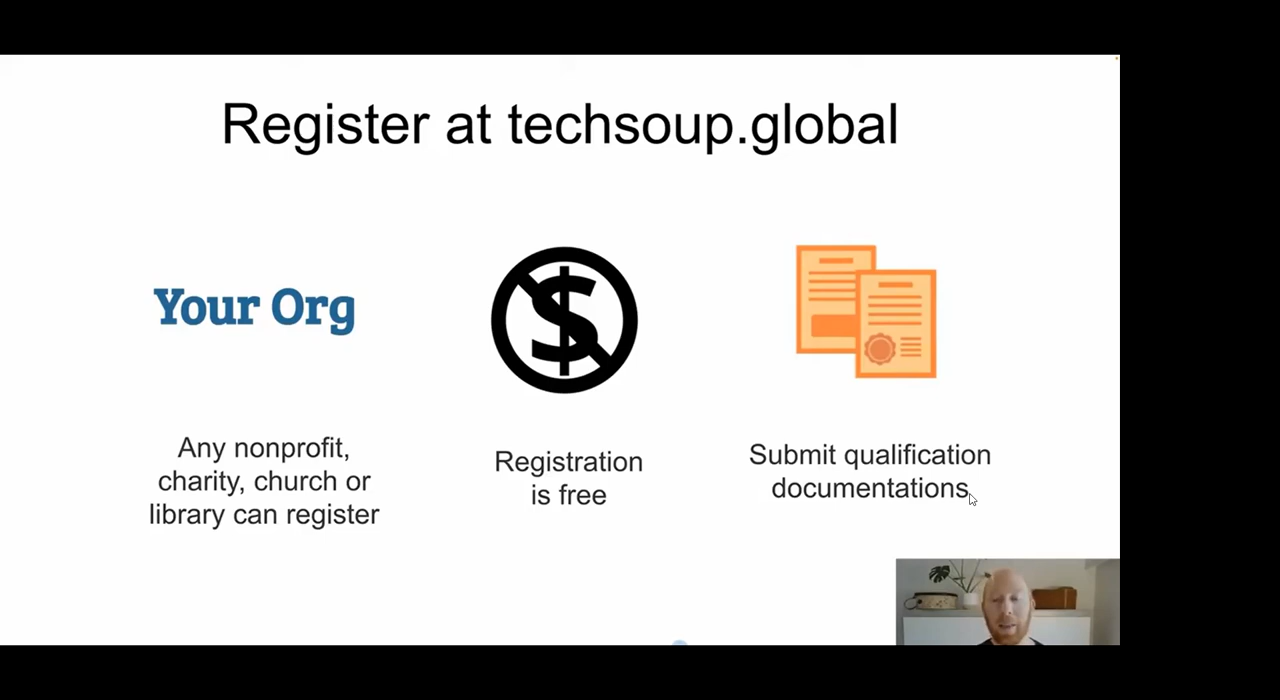 Register at techsoup.global
Your Org
$
Any nonprofit,
charity, church or
library can register
Registration
is free
Submit qualification
documentations